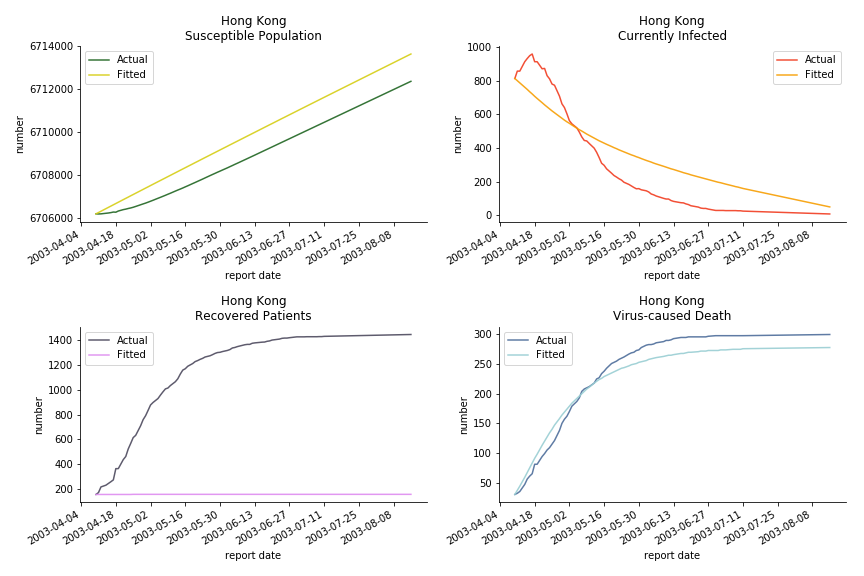 Hong Kong
Susceptible Population
number
6714000
6712000
6710000
6708000
6706000
Actual
Fitted
2003-04-04
2003-04-18
2003-05-02
2003-05-16
2003-05-30
2003-06-13
2003-06-27
2003-07-11
2003-07-25
2003-08-08
report date
Hong Kong
Currently Infected
number
1000
800
600
400
200
0
Actual
Fitted
2003-04-04
2003-04-18
2003-05-02
2003-05-16
2003-05-30
2003-06-13
2003-06-27
2003-07-11
2003-07-25
2003-08-08
report date
Hong Kong
Recovered Patients
number
1400
1200
1000
800
600
400
200
Actual
Fitted
2003-04-04
2003-04-18
2003-05-02
2003-05-16
2003-05-30
2003-06-13
2003-06-27
2003-07-11
2003-07-25
2003-08-08
report date
Hong Kong
Virus-caused Death
number
300
250
200
150
100
50
Actual
Fitted
2003-04-04
2003-04-18
2003-05-02
2003-05-16
2003-05-30
2003-06-13
2003-06-27
2003-07-11
2003-07-25
2003-08-08
report date